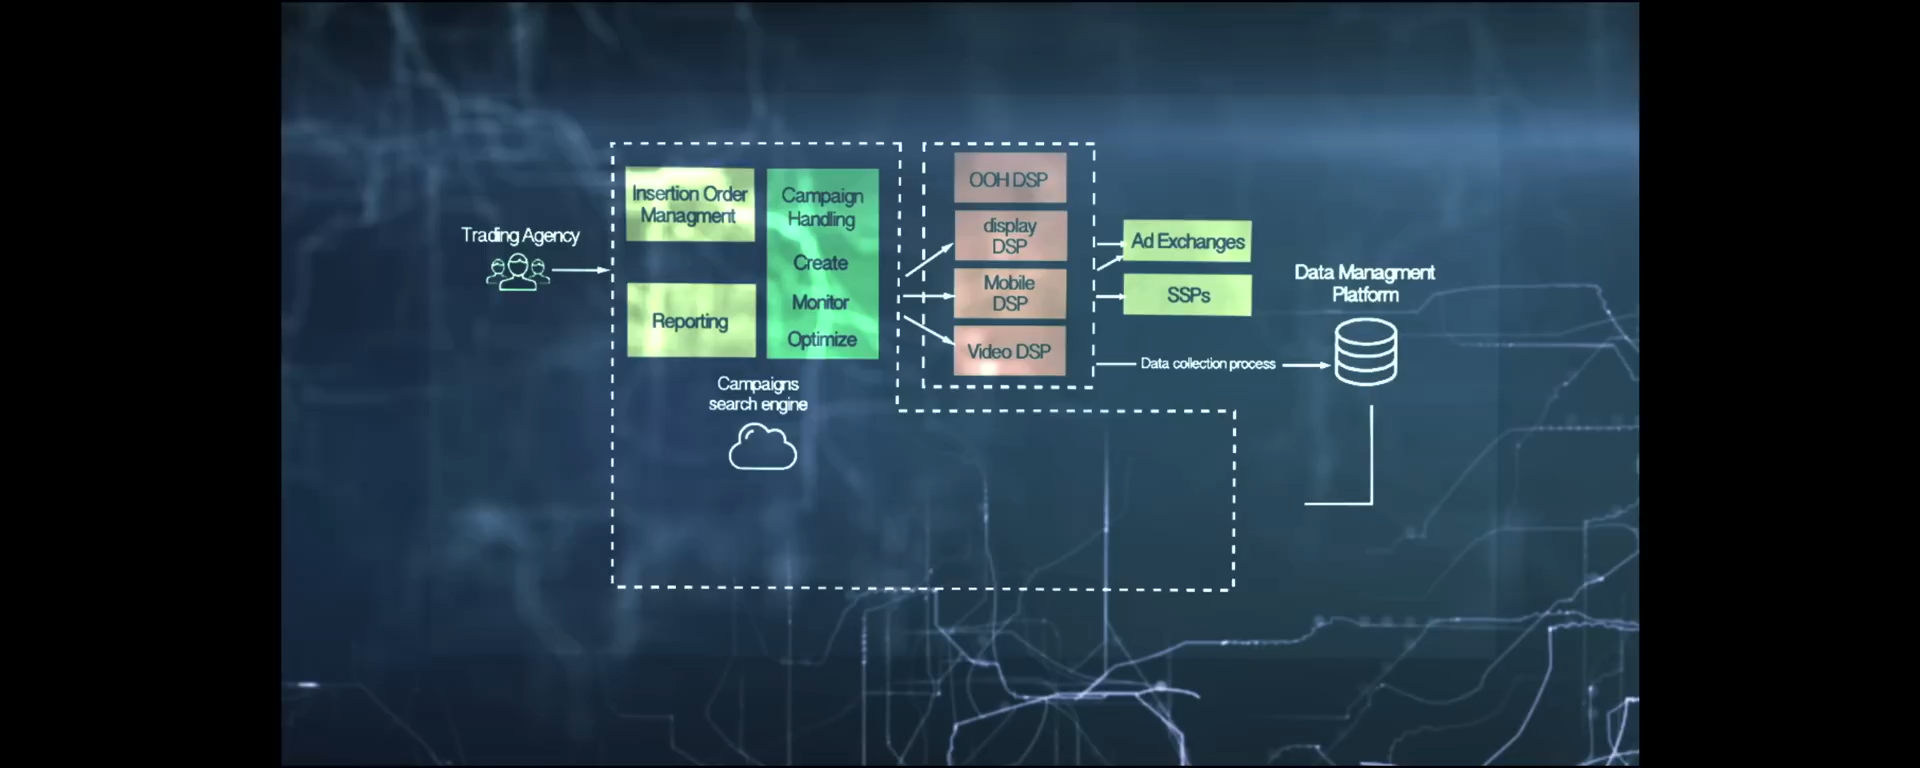 Trading Agency
Insertion Order
Managment
Reporting
Campaign
Handling
Create
Monitor
Optimize
Campaigns
search engine
OOH DSP
display
DSP
Mobile
DSP
Video DSP
Ad Exchanges
SSPs
Data collection process
Data Managment
Platform